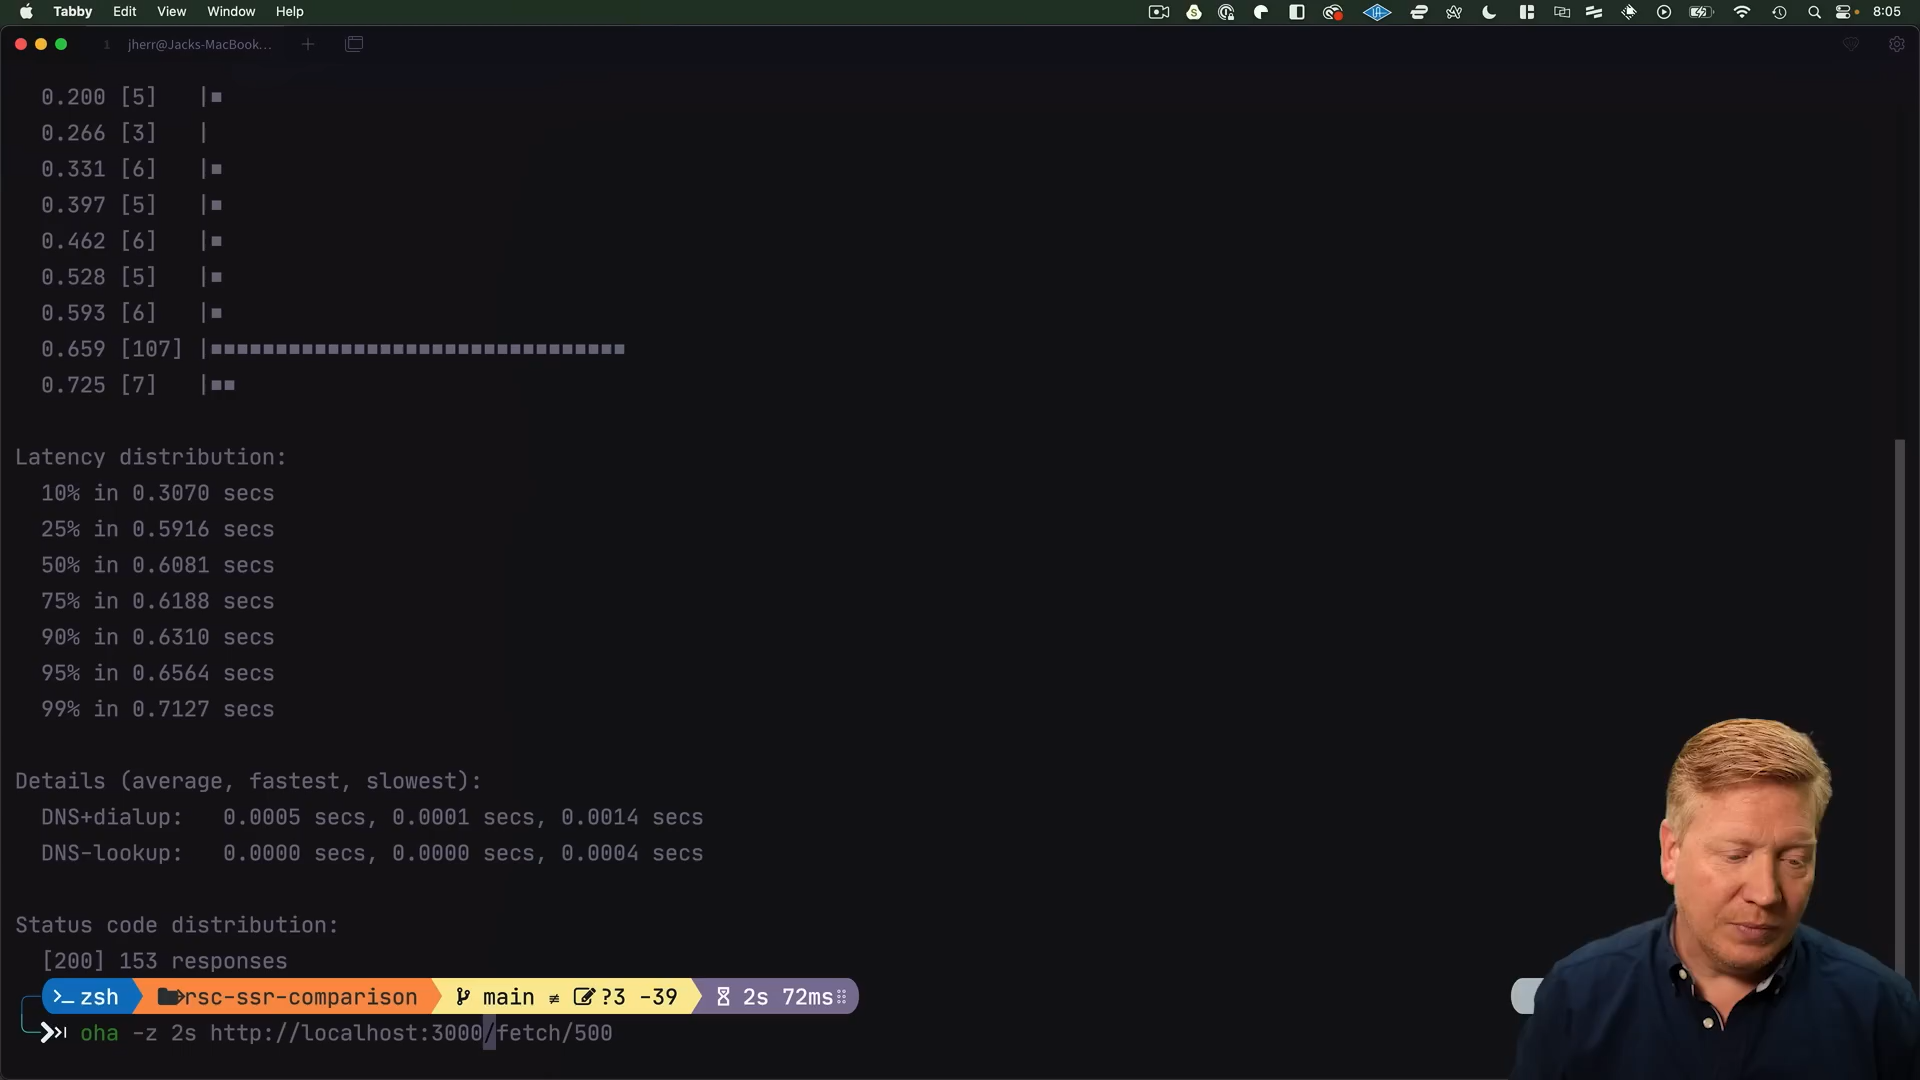 Tabby Edit View Window Help 8:05
1 jherr@Jacks-MacBook...
0.200 [5] |■
0.266 [3] |
0.331 [6] |■
0.397 [5] |■
0.462 [6] |■
0.528 [5] |■
0.593 [6] |■
0.659 [107] |■■■■■■■■■■■■■■■■■■■■■■■■■■■■■■■■
0.725 [7] |■■
Latency distribution:
10% in 0.3070 secs
25% in 0.5916 secs
50% in 0.6081 secs
75% in 0.6188 secs
90% in 0.6310 secs
95% in 0.6564 secs
99% in 0.7127 secs
Details (average, fastest, slowest):
DNS+dialup: 0.0005 secs, 0.0001 secs, 0.0014 secs
DNS-lookup: 0.0000 secs, 0.0000 secs, 0.0004 secs
Status code distribution:
[200] 153 responses
>_ zsh rsc-ssr-comparison main ≠ ?3 -39 2s 72ms
oha -z 2s http://localhost:3000/fetch/500